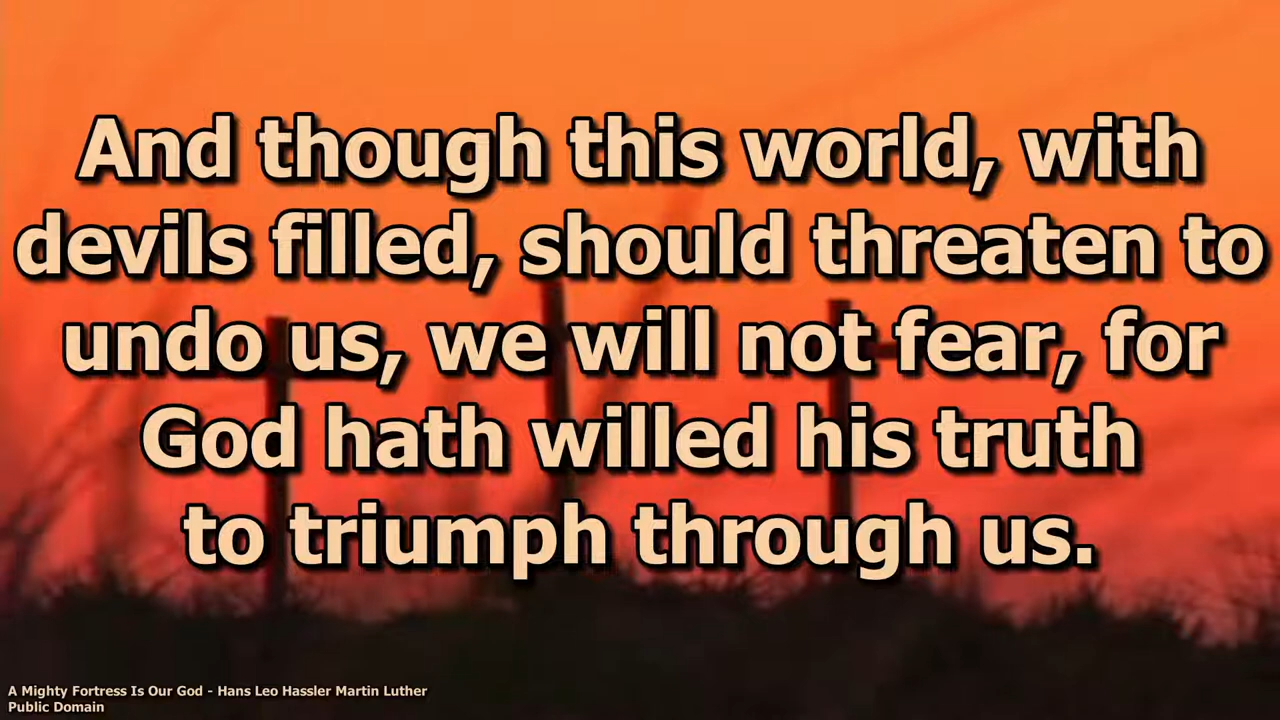 And though this world, with
devils filled, should threaten to
undo us, we will not fear, for
God hath willed his truth
to triumph through us.
A Mighty Fortress Is Our God - Hans Leo Hassler Martin Luther
Public Domain